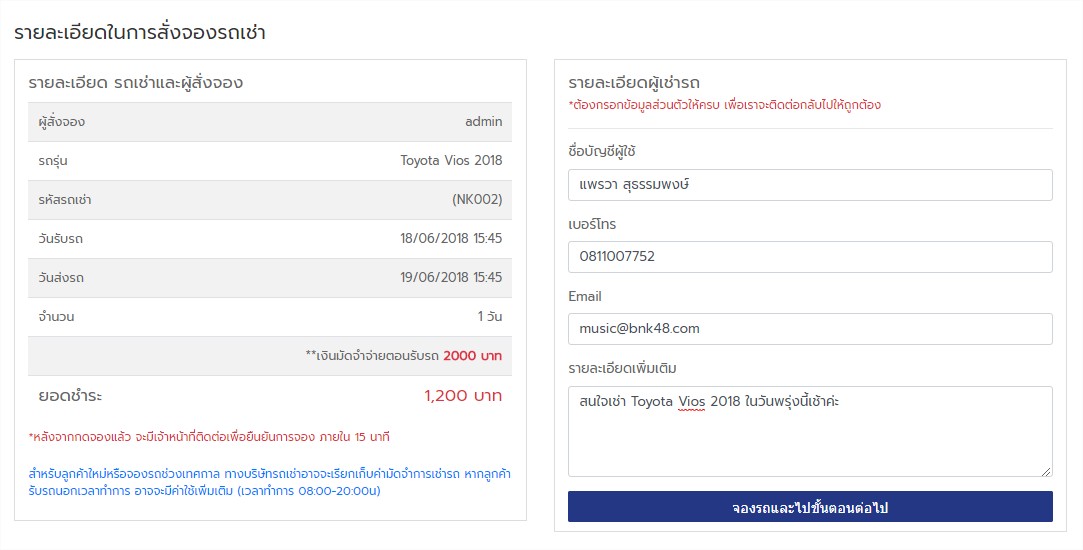 รายละเอียดในการสั่งจองรถเช่า
รายละเอียด รถเช่าและผู้สั่งจอง
ผู้สั่งจอง admin
รถรุ่น Toyota Vios 2018
รหัสรถเช่า (NK002)
วันรับรถ 18/06/2018 15:45
วันส่งรถ 19/06/2018 15:45
จำนวน 1 วัน
**เงินมัดจำจ่ายตอนรับรถ 2000 บาท
ยอดชำระ 1,200 บาท
*หลังจากกดจองแล้ว จะมีเจ้าหน้าที่ติดต่อเพื่อยืนยันการจอง ภายใน 15 นาที
สำหรับลูกค้าใหม่หรือจองรถช่วงเทศกาล ทางบริษัทรถเช่าอาจจะเรียกเก็บค่ามัดจำการเช่ารถ หากลูกค้า
รับรถนอกเวลาทำการ อาจจะมีค่าใช้เพิ่มเติม (เวลาทำการ 08:00-20:00น)
รายละเอียดผู้เช่ารถ
*ต้องกรอกข้อมูลส่วนตัวให้ครบ เพื่อเราจะติดต่อกลับไปให้ถูกต้อง
ชื่อบัญชีผู้ใช้
แพรวา สุธรรมพงษ์
เบอร์โทร
0811007752
Email
music@bnk48.com
รายละเอียดเพิ่มเติม
สนใจเช่า Toyota Vios 2018 ในวันพรุ่งนี้เช้าค่ะ
จองรถและไปขั้นตอนต่อไป